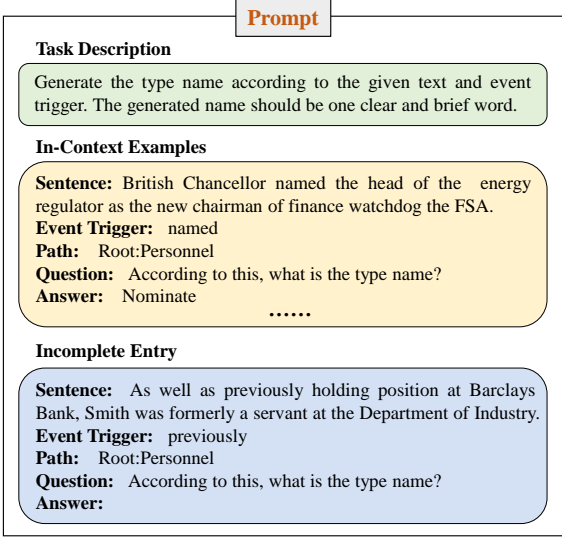 Prompt
Task Description
Generate the type name according to the given text and event
trigger. The generated name should be one clear and brief word.
In-Context Examples
Sentence: British Chancellor named the head of the energy
regulator as the new chairman of finance watchdog the FSA.
Event Trigger: named
Path: Root:Personnel
Question: According to this, what is the type name?
Answer: Nominate
......
Incomplete Entry
Sentence: As well as previously holding position at Barclays
Bank, Smith was formerly a servant at the Department of Industry.
Event Trigger: previously
Path: Root:Personnel
Question: According to this, what is the type name?
Answer: